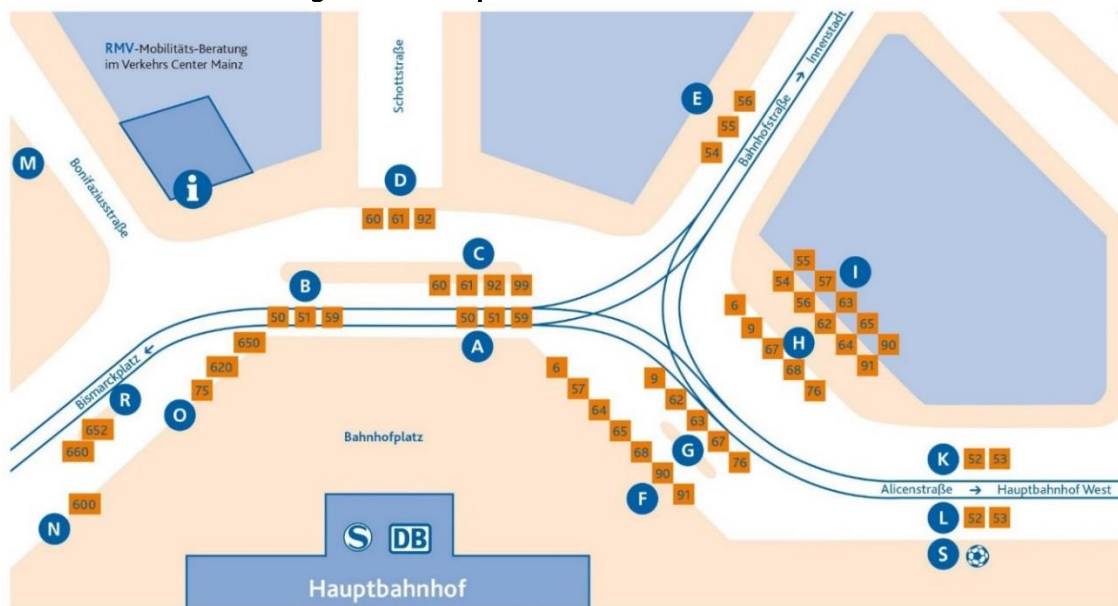 RMV-Mobilitäts-Beratung
im Verkehrs Center Mainz
i
M
Bonifaziusstraße
Schottstraße
D
60 61 92
E
56
55
54
Bahnhofstraße → Innenstadt
C
60 61 92 99
B
50 51 59
50 51 59
A
I
55
54 57
56 63
62 65
64 90
91
H
6
9
67
68
76
650
620
75
O
Bismarckplatz ←
R
652
660
600
N
Bahnhofplatz
6
57
64
65
68
90
91
F
9
62
63
67
76
G
K 52 53
Alicenstraße → Hauptbahnhof West
L 52 53
S
S DB
Hauptbahnhof